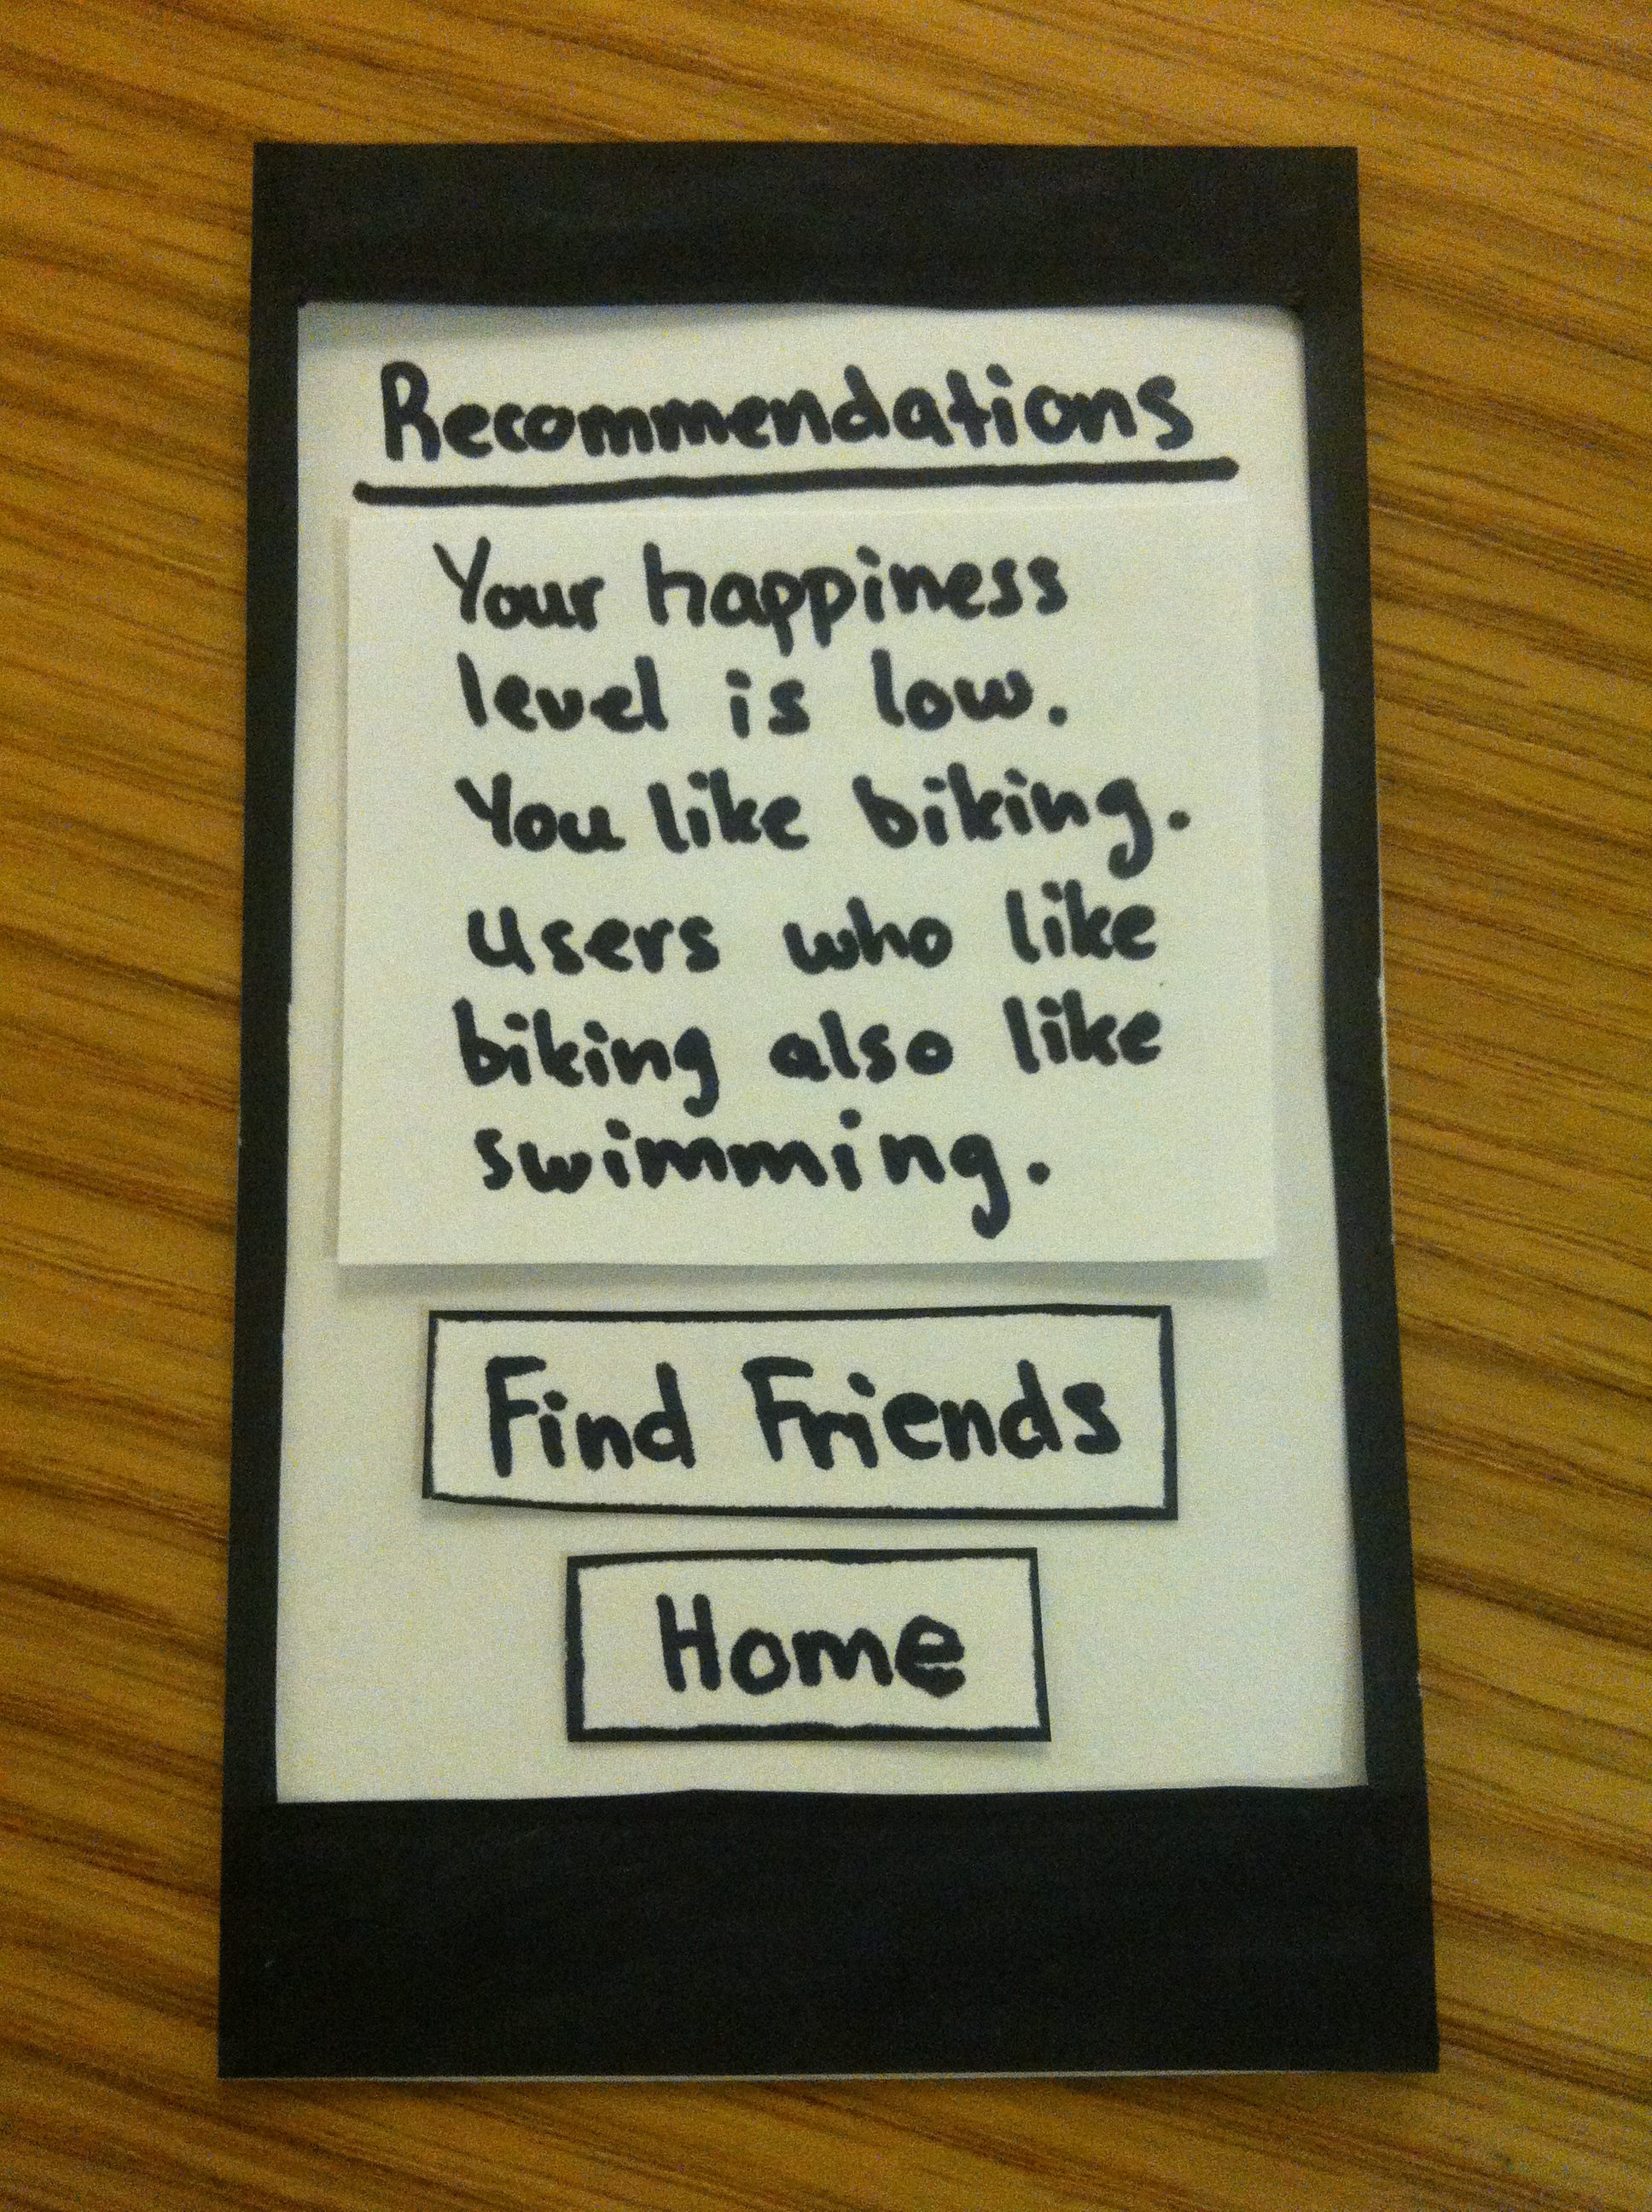 Recommendations
Your happiness
level is low.
You like biking.
Users who like
biking also like
swimming.
Find Friends
Home